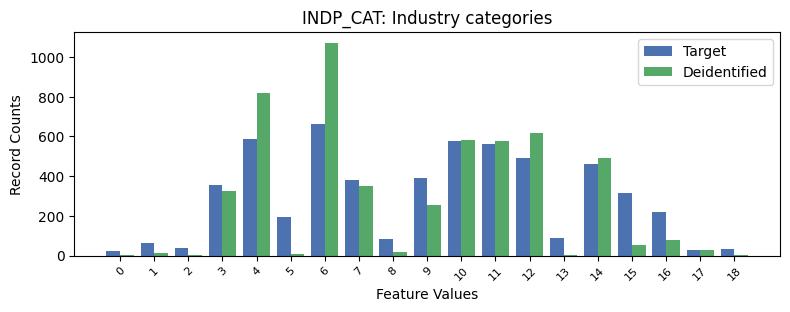 INDP_CAT: Industry categories
Target
Deidentified
Record Counts
1000
800
600
400
200
0
0 1 2 3 4 5 6 7 8 9 10 11 12 13 14 15 16 17 18
Feature Values